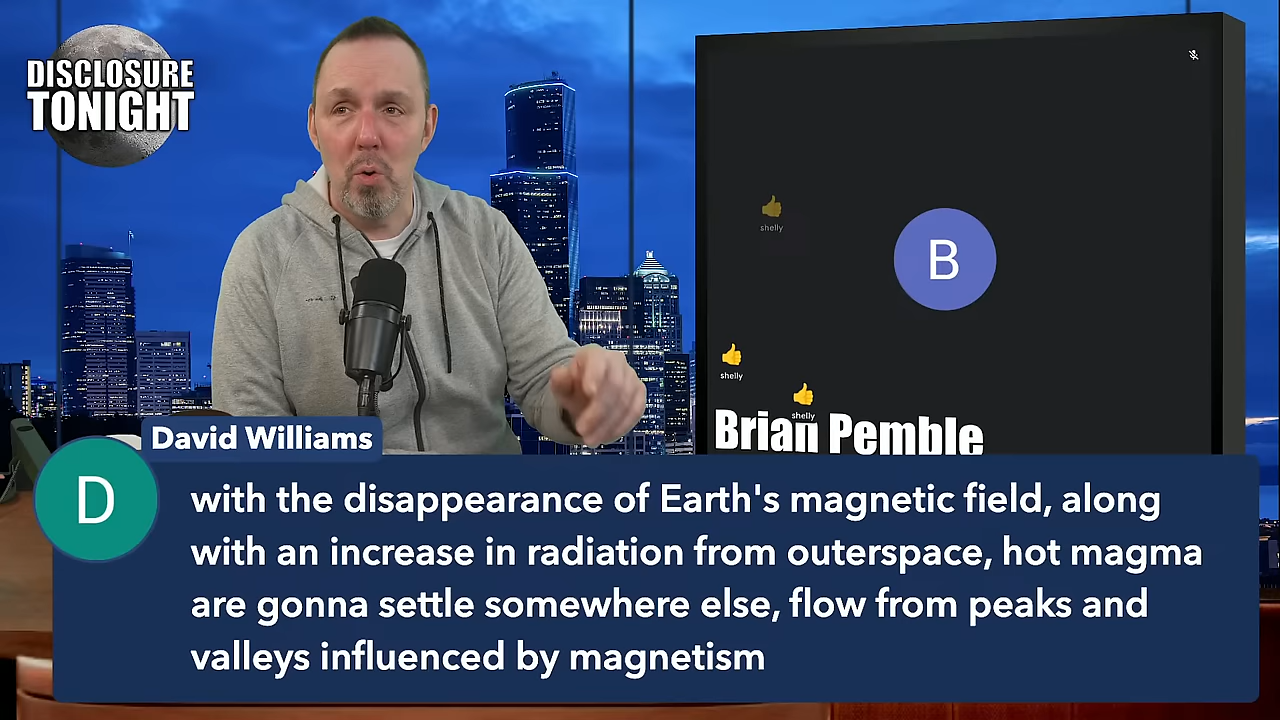 DISCLOSURE
TONIGHT
shelly
B
shelly
shelly
Brian Pemble
David Williams
D
with the disappearance of Earth's magnetic field, along
with an increase in radiation from outerspace, hot magma
are gonna settle somewhere else, flow from peaks and
valleys influenced by magnetism